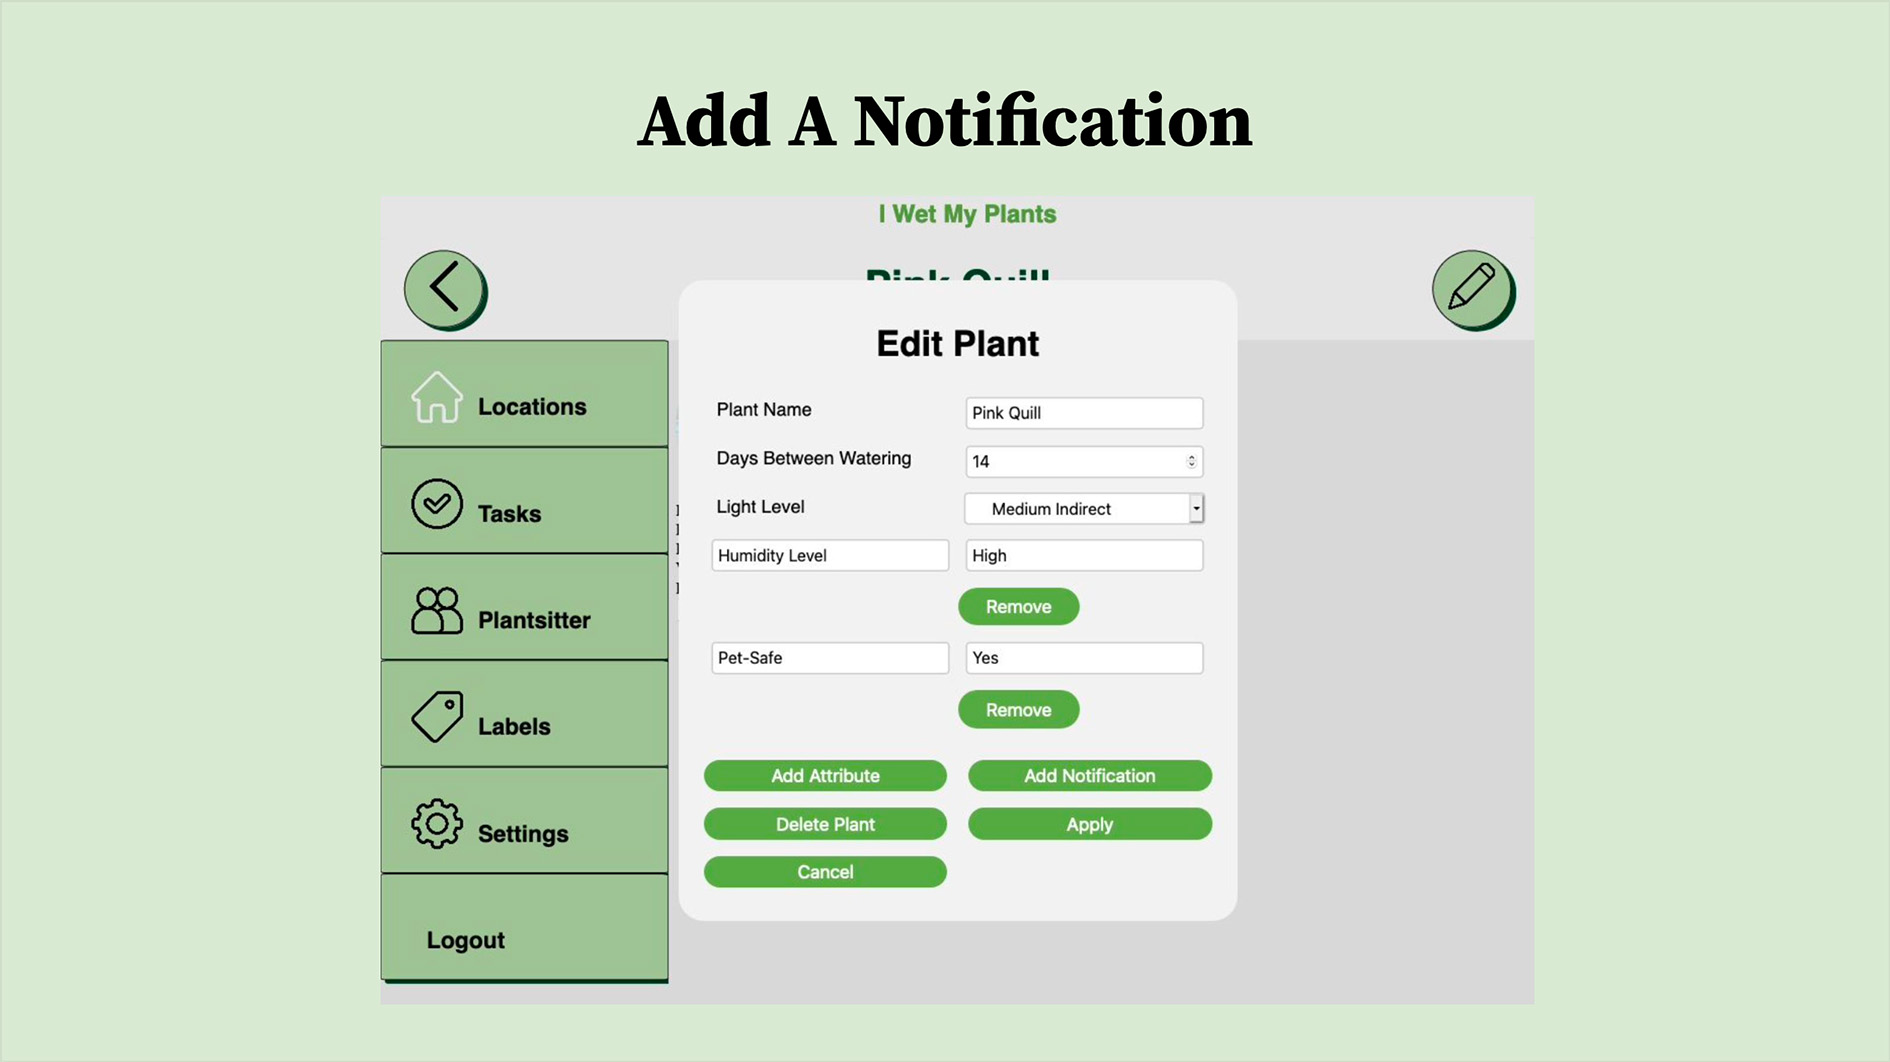 Add A Notification
I Wet My Plants
Pink Quill
Edit Plant
Plant Name
Pink Quill
Days Between Watering
14
Light Level
Medium Indirect
Humidity Level
High
Remove
Pet-Safe
Yes
Remove
Add Attribute
Add Notification
Delete Plant
Apply
Cancel
Locations
Tasks
Plantsitter
Labels
Settings
Logout